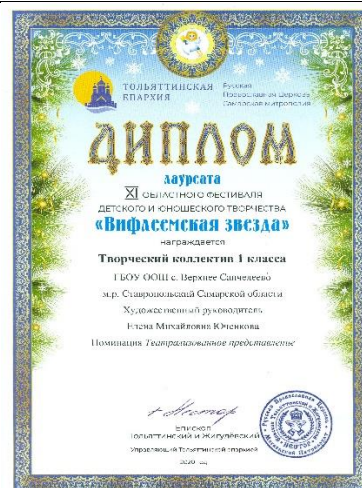 ТОЛЬЯТТИНСКАЯ
ЕПАРХИЯ
Русская
Православная Церковь
Самарская митрополия
ДИПЛОМ
лауреата
XI ОБЛАСТНОГО ФЕСТИВАЛЯ
ДЕТСКОГО И ЮНОШЕСКОГО ТВОРЧЕСТВА
«Вифлеемская звезда»
награждается
Творческий коллектив 1 класса
ГБОУ ООШ с. Верхнее Санчелеево
м.р. Ставропольский Самарской области
Художественный руководитель
Елена Михайловна
Номинация Театрализованное представление
Епископ
Тольяттинский и Жигулёвский
Управляющий Тольяттинской епархией
2020 год